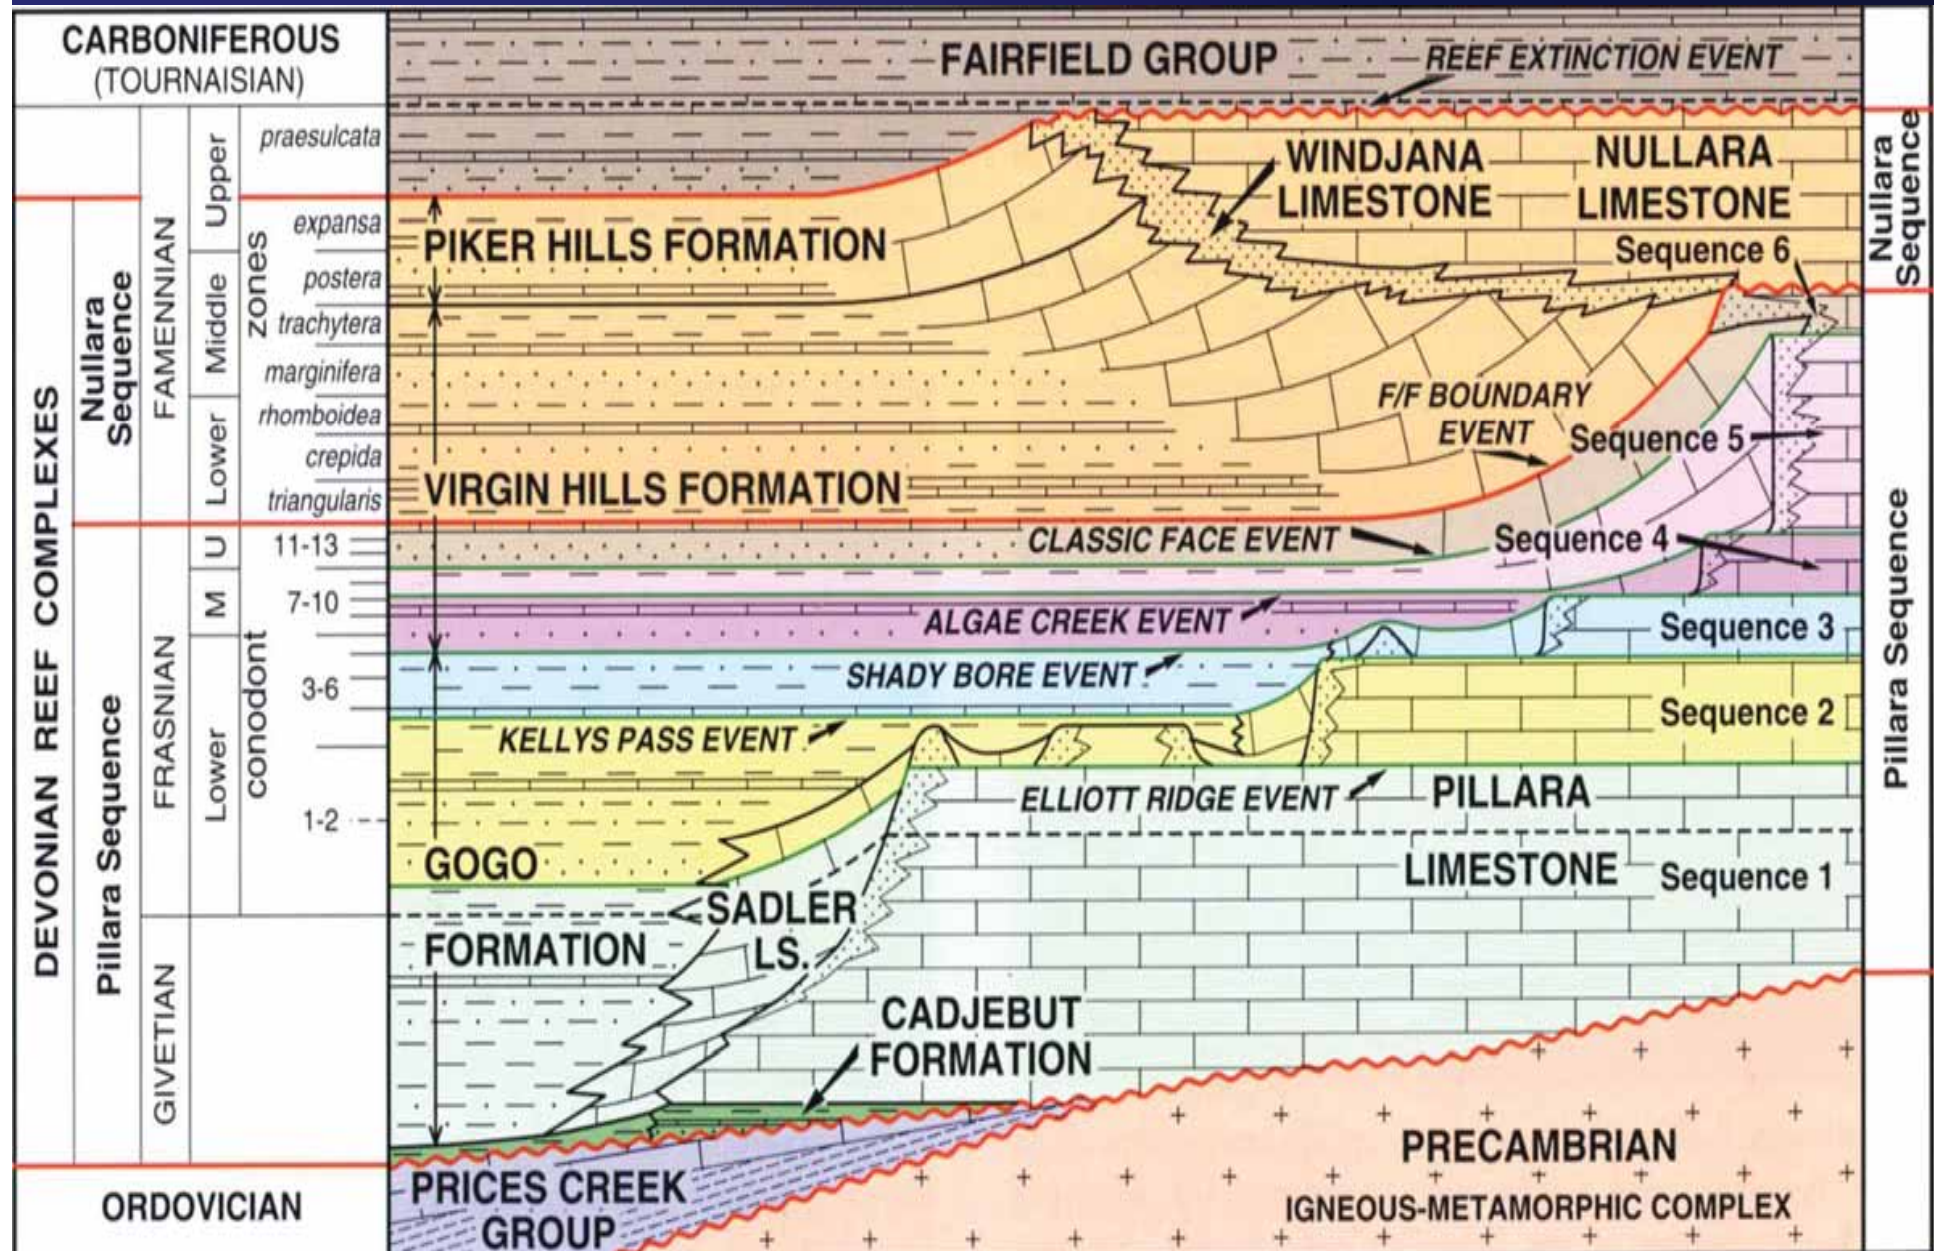 CARBONIFEROUS
(TOURNAISIAN)
DEVONIAN REEF COMPLEXES
Nullara
Sequence
Pillara Sequence
FAMENNIAN
FRASNIAN
GIVETIAN
Upper
Middle
Lower
U
M
Lower
conodont
zones
praesulcata
expansa
postera
trachytera
marginifera
rhomboidea
crepida
triangularis
11-13
7-10
3-6
1-2
ORDOVICIAN
FAIRFIELD GROUP
REEF EXTINCTION EVENT
WINDJANA
LIMESTONE
NULLARA
LIMESTONE
Sequence 6
PIKER HILLS FORMATION
F/F BOUNDARY
EVENT
Sequence 5
VIRGIN HILLS FORMATION
CLASSIC FACE EVENT
Sequence 4
ALGAE CREEK EVENT
Sequence 3
SHADY BORE EVENT
Sequence 2
KELLYS PASS EVENT
ELLIOTT RIDGE EVENT
PILLARA
LIMESTONE
Sequence 1
GOGO
FORMATION
SADLER
LS.
CADJEBUT
FORMATION
PRICES CREEK
GROUP
PRECAMBRIAN
IGNEOUS-METAMORPHIC COMPLEX
Nullara
Sequence
Pillara Sequence